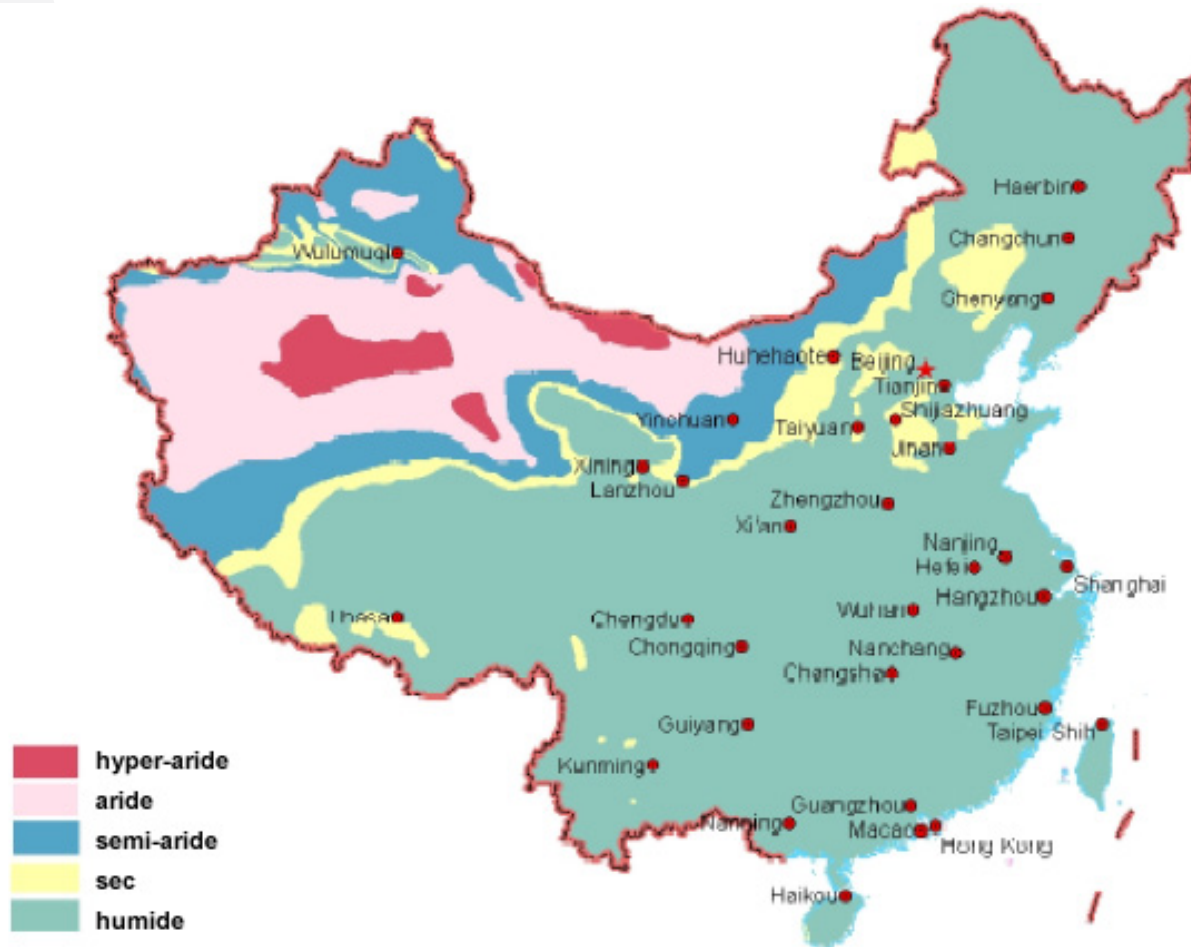 Haerbin
Changchun
Wulumuqi
Shenyang
Huhehaote
Beijing
Tianjin
Shijiazhuang
Yinchuan
Taiyuan
Jinan
Xining
Lanzhou
Zhengzhou
Xi'an
Nanjing
Hefei
Shanghai
Hangzhou
Wuhan
Lhasa
Chengdu
Chongqing
Nanchang
Changsha
Fuzhou
Taipei Shih
Guiyang
Kunming
Guangzhou
Nanning
Macao
Hong Kong
Haikou
hyper-aride
aride
semi-aride
sec
humide